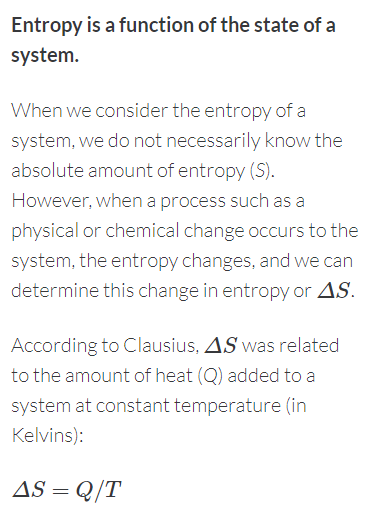 Entropy is a function of the state of a
system.
When we consider the entropy of a
system, we do not necessarily know the
absolute amount of entropy (S).
However, when a process such as a
physical or chemical change occurs to the
system, the entropy changes, and we can
determine this change in entropy or ΔS.
According to Clausius, ΔS was related
to the amount of heat (Q) added to a
system at constant temperature (in
Kelvins):
ΔS = Q/T